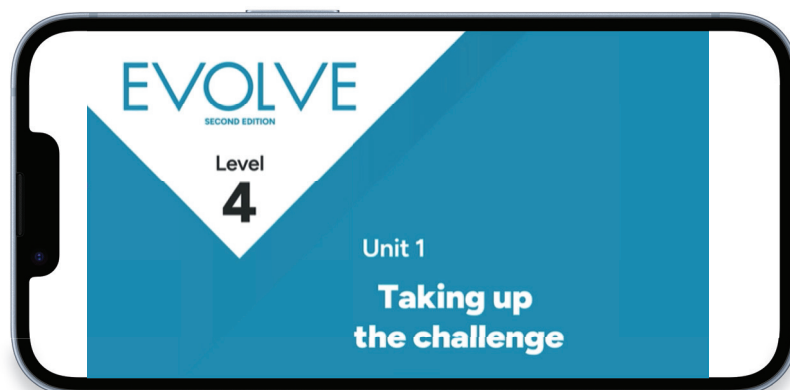 EVOLVE
SECOND EDITION
Level
4
Unit 1
Taking up
the challenge